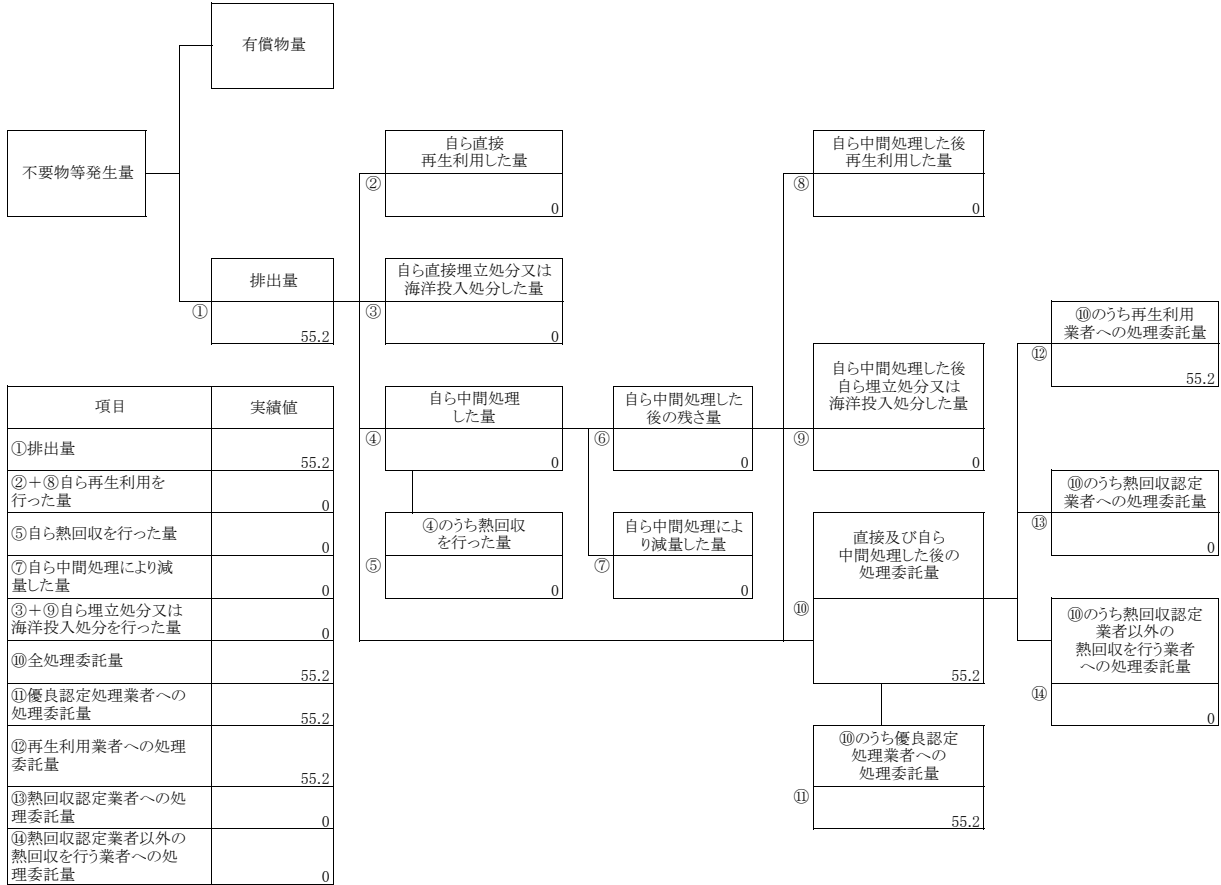 有償物量
不要物等発生量
排出量
①
55.2
自ら直接
再生利用した量
②
0
自ら直接埋立処分又は
海洋投入処分した量
③
0
自ら中間処理
した量
④
0
④のうち熱回収
を行った量
⑤
0
自ら中間処理した
後の残さ量
⑥
0
自ら中間処理によ
り減量した量
⑦
0
自ら中間処理した後
再生利用した量
⑧
0
自ら中間処理した後
自ら埋立処分又は
海洋投入処分した量
⑨
0
直接及び自ら
中間処理した後の
処理委託量
⑩
55.2
⑩のうち優良認定
処理業者への
処理委託量
⑪
55.2
⑩のうち再生利用
業者への処理委託量
⑫
55.2
⑩のうち熱回収認定
業者への処理委託量
⑬
0
⑩のうち熱回収認定
業者以外の
熱回収を行う業者
への処理委託量
⑭
0
項目 実績値
①排出量
55.2
②＋⑧自ら再生利用を
行った量
0
⑤自ら熱回収を行った量
0
⑦自ら中間処理により減
量した量
0
③＋⑨自ら埋立処分又は
海洋投入処分を行った量
0
⑩全処理委託量
55.2
⑪優良認定処理業者への
処理委託量
55.2
⑫再生利用業者への処理
委託量
55.2
⑬熱回収認定業者への処
理委託量
0
⑭熱回収認定業者以外の
熱回収を行う業者への処
理委託量
0